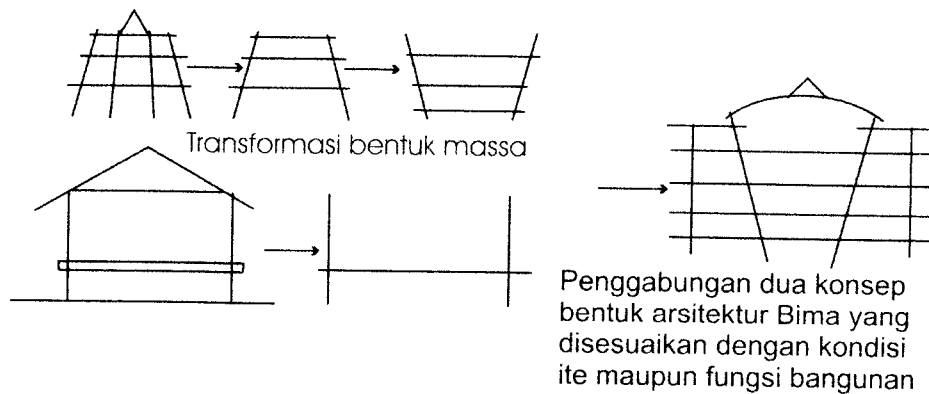 Transformasi bentuk massa
Penggabungan dua konsep
bentuk arsitektur Bima yang
disesuaikan dengan kondisi
ite maupun fungsi bangunan